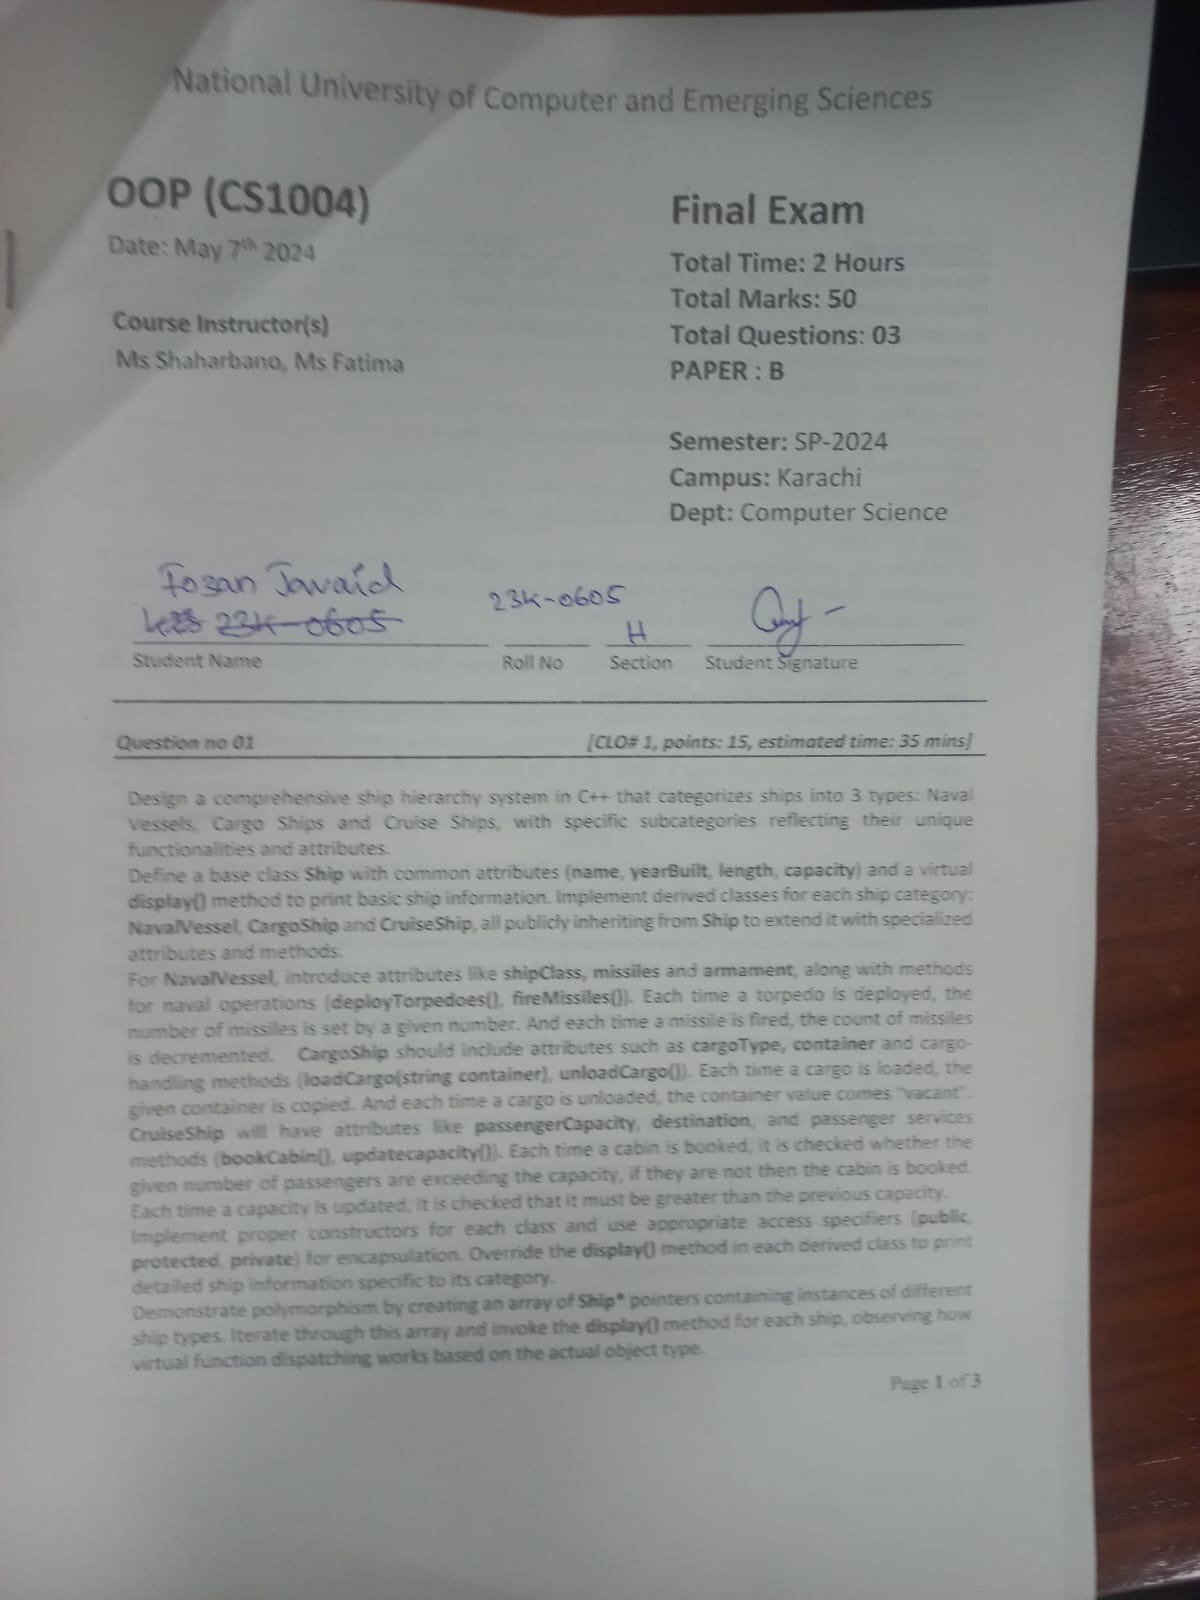 National University of Computer and Emerging Sciences
OOP (CS1004)
Date: May 7th 2024
Course Instructor(s)
Ms Shaharbano, Ms Fatima
Final Exam
Total Time: 2 Hours
Total Marks: 50
Total Questions: 03
PAPER : B
Semester: SP-2024
Campus: Karachi
Dept: Computer Science
Fozan Javaid
23K-0605
23K-0605
H
Student Name
Roll No
Section
Student Signature
Question no 01
[CLO# 1, points: 15, estimated time: 35 mins]
Design a comprehensive ship hierarchy system in C++ that categorizes ships into 3 types: Naval
Vessels, Cargo Ships and Cruise Ships, with specific subcategories reflecting their unique
functionalities and attributes.
Define a base class Ship with common attributes (name, yearBuilt, length, capacity) and a virtual
display() method to print basic ship information. Implement derived classes for each ship category:
NavalVessel, CargoShip and CruiseShip, all publicly inheriting from Ship to extend it with specialized
attributes and methods.
For NavalVessel, introduce attributes like shipClass, missiles and armament, along with methods
for naval operations (deployTorpedoes(), fireMissiles()). Each time a torpedo is deployed, the
number of missiles is set by a given number. And each time a missile is fired, the count of missiles
is decremented. CargoShip should include attributes such as cargoType, container and cargo-
handling methods (loadCargo(string container), unloadCargo()). Each time a cargo is loaded, the
given container is copied. And each time a cargo is unloaded, the container value comes "vacant".
CruiseShip will have attributes like passengerCapacity, destination, and passenger services
methods (bookCabin(), updatecapacity()). Each time a cabin is booked, it is checked whether the
given number of passengers are exceeding the capacity, if they are not then the cabin is booked.
Each time a capacity is updated, it is checked that it must be greater than the previous capacity.
Implement proper constructors for each class and use appropriate access specifiers (public,
protected, private) for encapsulation. Override the display() method in each derived class to print
detailed ship information specific to its category.
Demonstrate polymorphism by creating an array of Ship* pointers containing instances of different
ship types. Iterate through this array and invoke the display() method for each ship, observing how
virtual function dispatching works based on the actual object type.
Page 1 of 3